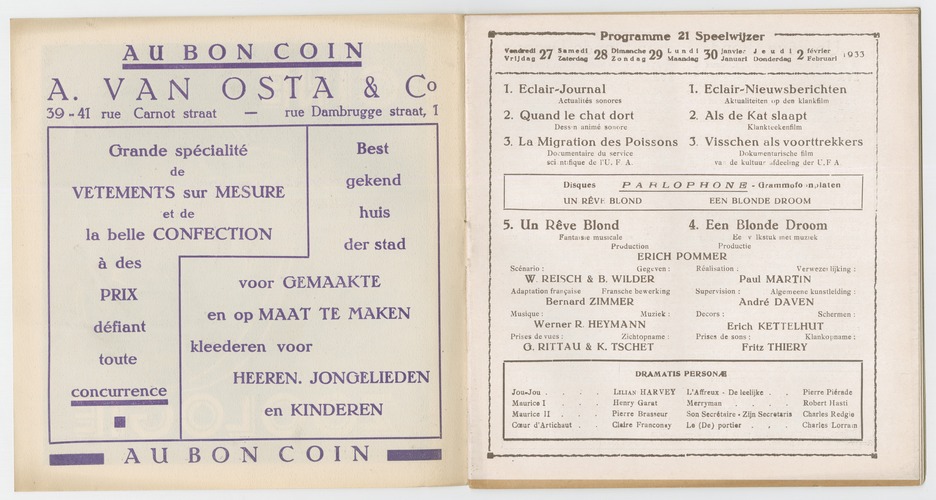 AU BON COIN
A. VAN OSTA & Co
39-41 rue Carnot straat — rue Dambrugge straat, 1
Grande spécialité
de
VETEMENTS sur MESURE
et de
la belle CONFECTION
à des
PRIX
défiant
toute
concurrence
Best
gekend
huis
der stad
voor GEMAAKTE
en op MAAT TE MAKEN
kleederen voor
HEEREN. JONGELIEDEN
en KINDEREN
AU BON COIN
Programme 21 Speelwijzer
Vendredi 27 Samedi 28 Dimanche 29 Lundi 30 janvier Jeudi 2 février 1933
Vrijdag Zaterdag Zondag Maandag Januari Donderdag Februari
1. Eclair-Journal
Actualités sonores
2. Quand le chat dort
Dessin animé sonore
3. La Migration des Poissons
Documentaire du service
scientifique de l'U. F. A.
1. Eclair-Nieuwsberichten
Aktualiteiten op den klankfilm
2. Als de Kat slaapt
Klankteekenfilm
3. Visschen als voorttrekkers
Dokumentarische film
van de kultuur afdeeling der U.F.A.
Disques PARLOPHONE - Grammofoonplaten
UN RÊVE BLOND EEN BLONDE DROOM
5. Un Rêve Blond 4. Een Blonde Droom
Fantaisie musicale Een volkstuk met muziek
Production Productie
ERICH POMMER
Scénario : Gegeven : Réalisation : Verwezenlijking :
W. REISCH & B. WILDER Paul MARTIN
Adaptation française Fransche bewerking Supervision : Algemeene kunstleiding :
Bernard ZIMMER André DAVEN
Musique : Muziek : Decors : Schermen :
Werner R. HEYMANN Erich KETTELHUT
Prises de vues : Zichtopname : Prises de sons : Klankopname :
G. RITTAU & K. TSCHET Fritz THIERY
DRAMATIS PERSONÆ
Jou-Jou . . . . LILIAN HARVEY L'Affreux - De leelijke . . Pierre Piérade
Maurice I . . . Henry Garat Merryman . . . . Robert Hasti
Maurice II . . . Pierre Brasseur Son Secrétaire - Zijn Secretaris Charles Redgie
Cœur d'Artichaut . . Claire Franconay Le (De) portier . . . Charles Lorrain